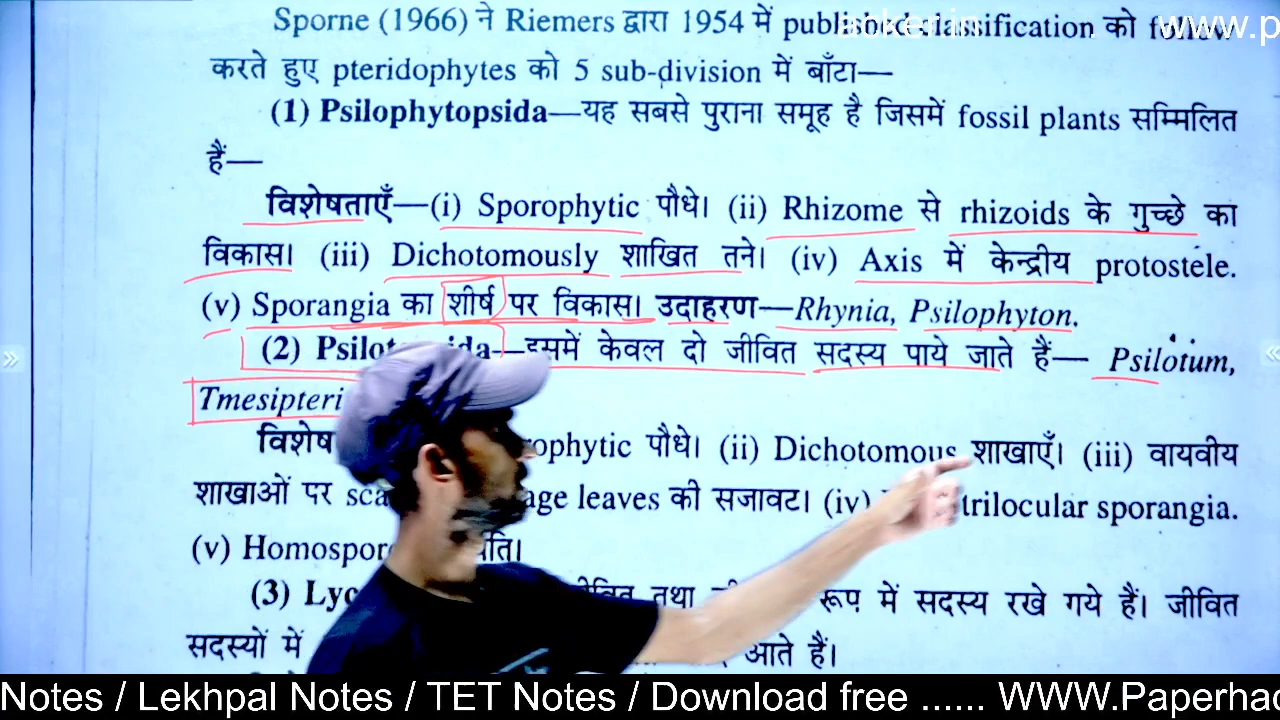 Sporne (1966) ने Riemers द्वारा 1954 में published classification को follow
करते हुए pteridophytes को 5 sub-division में बाँटा—
(1) Psilophytopsida—यह सबसे पुराना समूह है जिसमें fossil plants सम्मिलित
हैं—
विशेषताएँ—(i) Sporophytic पौधे। (ii) Rhizome से rhizoids के गुच्छे का
विकास। (iii) Dichotomously शाखित तने। (iv) Axis में केन्द्रीय protostele.
(v) Sporangia का शीर्ष पर विकास। उदाहरण—Rhynia, Psilophyton.
(2) Psilot ida—इसमें केवल दो जीवित सदस्य पाये जाते हैं— Psilotum,
Tmesipteri
विशेष ophytic पौधे। (ii) Dichotomous शाखाएँ। (iii) वायवीय
शाखाओं पर sca age leaves की सजावट। (iv) trilocular sporangia.
(v) Homospor
(3) Lyc तथा रूप में सदस्य रखे गये हैं। जीवित
सदस्यों में आते हैं।
Notes / Lekhpal Notes / TET Notes / Download free ...... WWW.Paperhac